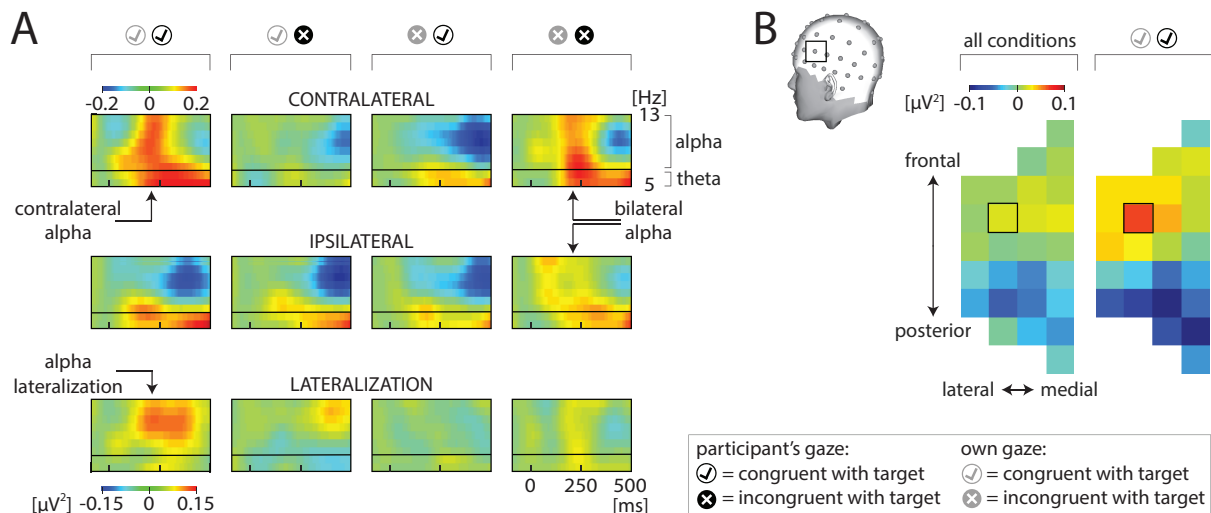 A
-0.2 0 0.2
CONTRALATERAL
[Hz]
13
alpha
theta
5
contralateral
alpha
bilateral
alpha
IPSILATERAL
alpha
lateralization
LATERALIZATION
[µV²]
-0.15 0 0.15
0 250 500
[ms]
B
all conditions
[µV²]
-0.1 0 0.1
frontal
posterior
lateral medial
participant's gaze:
= congruent with target
= incongruent with target
own gaze:
= congruent with target
= incongruent with target